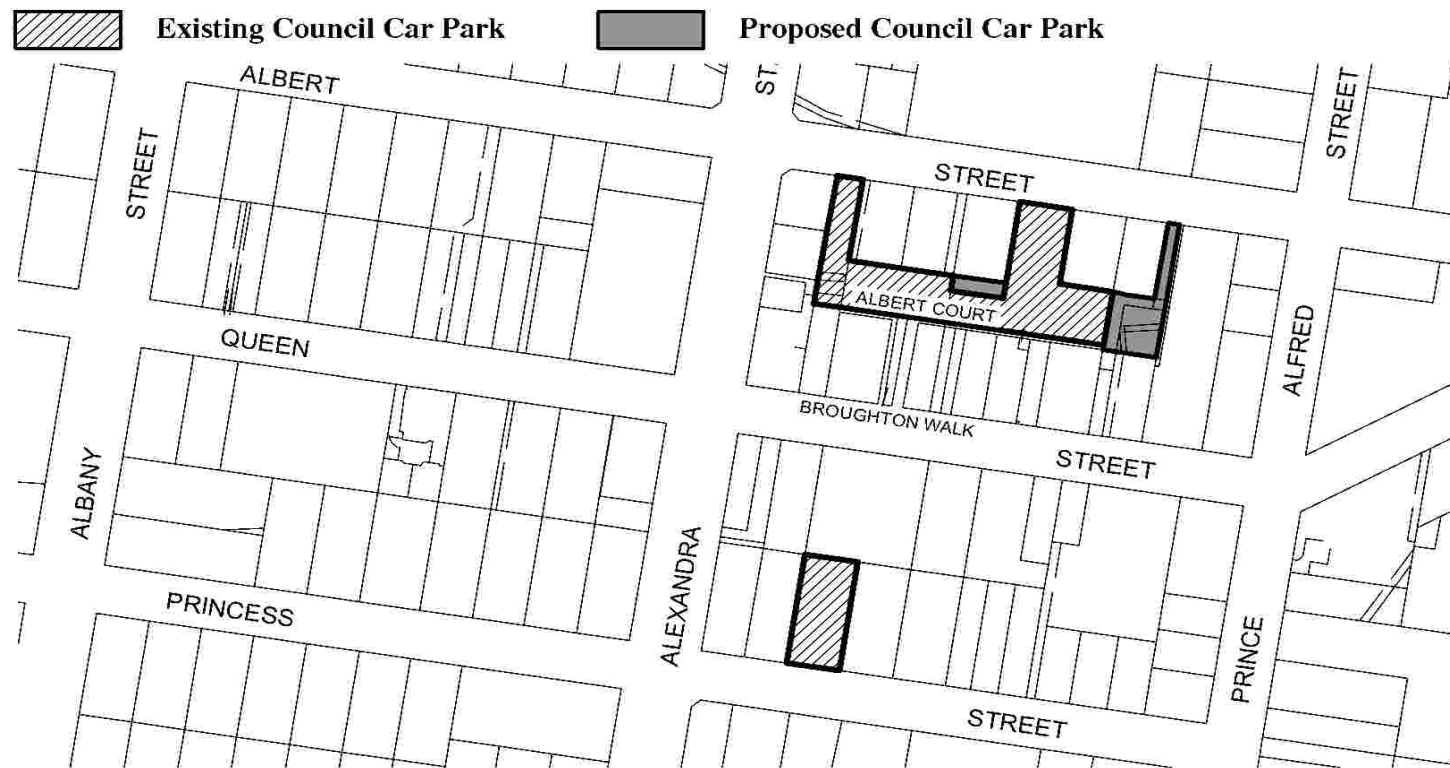 Existing Council Car Park
Proposed Council Car Park
ALBERT
ST.
STREET
STREET
STREET
ALBERT COURT
QUEEN
ALFRED
BROUGHTON WALK
STREET
ALBANY
ALEXANDRA
PRINCESS
PRINCE
STREET